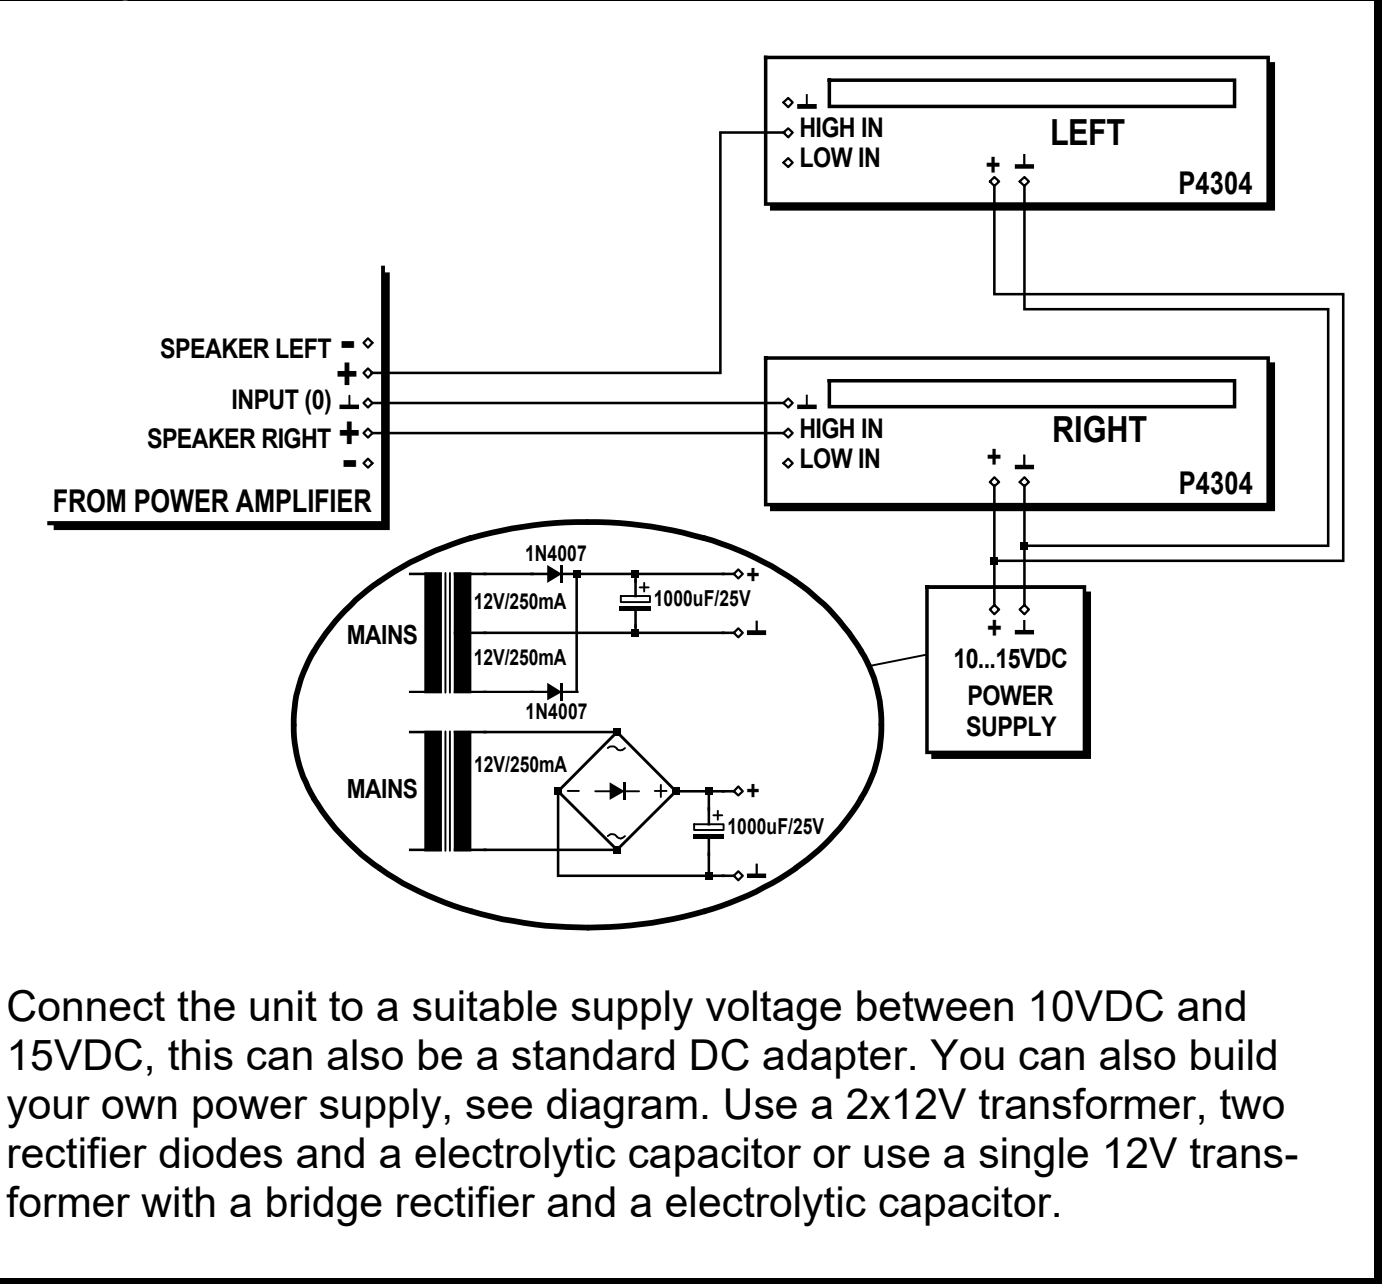 HIGH IN
LEFT
LOW IN
+
P4304
SPEAKER LEFT -
+
INPUT (0)
SPEAKER RIGHT +
-
FROM POWER AMPLIFIER
HIGH IN
RIGHT
LOW IN
+
P4304
1N4007
+
12V/250mA
+
1000uF/25V
MAINS
12V/250mA
1N4007
+
10...15VDC
POWER
SUPPLY
12V/250mA
~
MAINS
- +
+
+
1000uF/25V
~
Connect the unit to a suitable supply voltage between 10VDC and
15VDC, this can also be a standard DC adapter. You can also build
your own power supply, see diagram. Use a 2x12V transformer, two
rectifier diodes and a electrolytic capacitor or use a single 12V trans-
former with a bridge rectifier and a electrolytic capacitor.